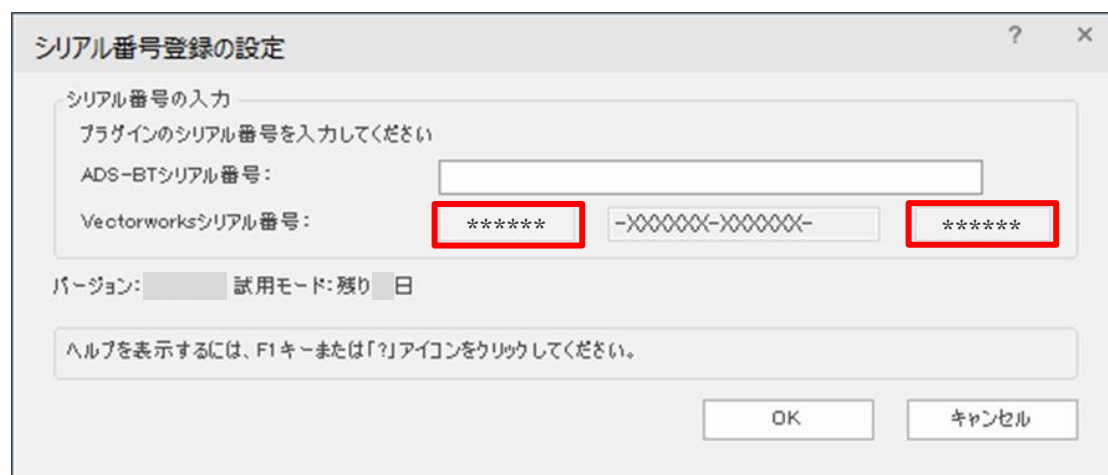 シリアル番号登録の設定 ? ×
シリアル番号の入力
プラグインのシリアル番号を入力してください
ADS-BTシリアル番号:
Vectorworksシリアル番号: ****** -XXXXXX-XXXXXX- ******
バージョン: 試用モード:残り 日
ヘルプを表示するには、F1キーまたは「?」アイコンをクリックしてください。
OK キャンセル